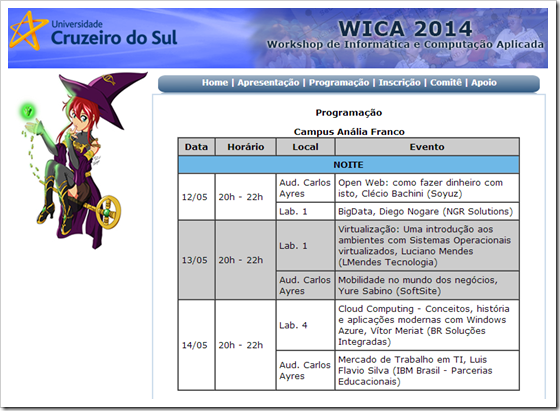 Universidade
Cruzeiro do Sul
WICA 2014
Workshop de Informática e Computação Aplicada
Home | Apresentação | Programação | Inscrição | Comitê | Apoio
Programação
Campus Anália Franco
Data Horário Local Evento
NOITE
12/05 20h - 22h
Aud. Carlos Ayres
Open Web: como fazer dinheiro com
isto, Clécio Bachini (Soyuz)
Lab. 1 BigData, Diego Nogare (NGR Solutions)
13/05 20h - 22h
Lab. 1
Virtualização: Uma introdução aos
ambientes com Sistemas Operacionais
virtualizados, Luciano Mendes
(LMendes Tecnologia)
Aud. Carlos Ayres
Mobilidade no mundo dos negócios,
Yure Sabino (SoftSite)
14/05 20h - 22h
Lab. 4
Cloud Computing - Conceitos, história
e aplicações modernas com Windows
Azure, Vítor Meriat (BR Soluções
Integradas)
Aud. Carlos Ayres
Mercado de Trabalho em TI, Luis
Flavio Silva (IBM Brasil - Parcerias
Educacionais)